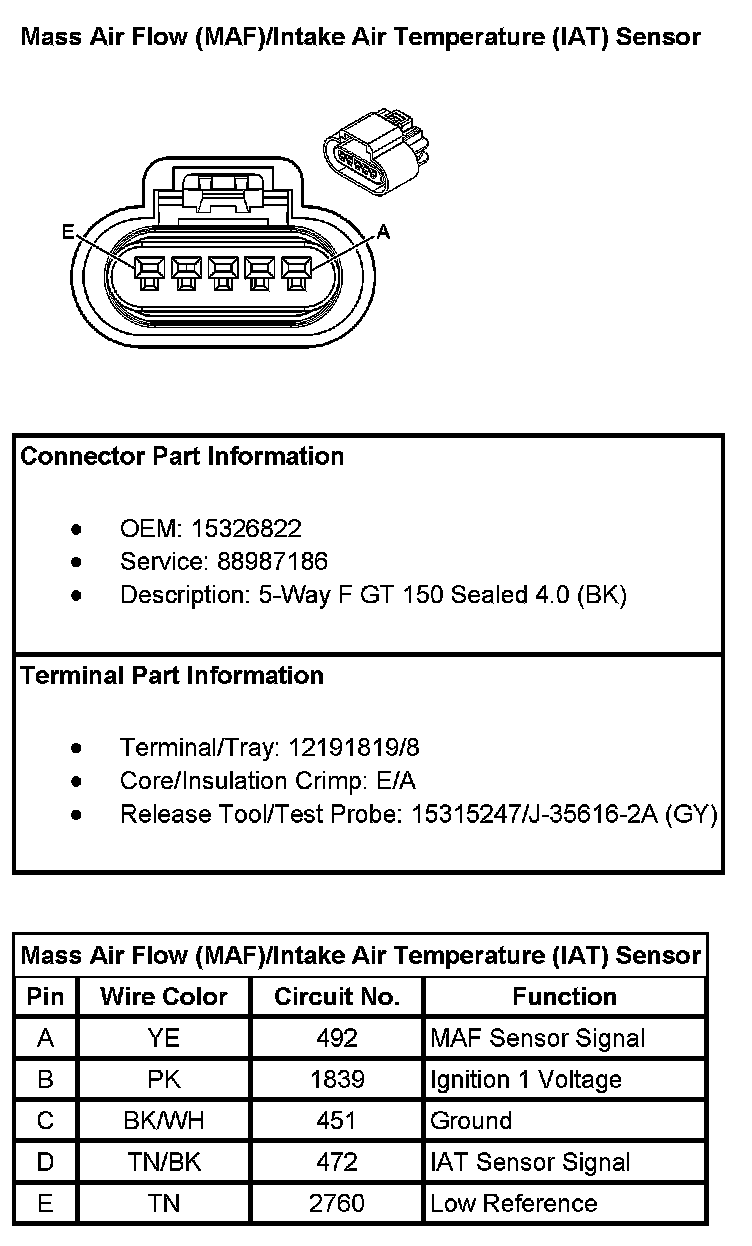 Mass Air Flow (MAF)/Intake Air Temperature (IAT) Sensor
E A
Connector Part Information
• OEM: 15326822
• Service: 88987186
• Description: 5-Way F GT 150 Sealed 4.0 (BK)
Terminal Part Information
• Terminal/Tray: 12191819/8
• Core/Insulation Crimp: E/A
• Release Tool/Test Probe: 15315247/J-35616-2A (GY)
Mass Air Flow (MAF)/Intake Air Temperature (IAT) Sensor
Pin Wire Color Circuit No. Function
A YE 492 MAF Sensor Signal
B PK 1839 Ignition 1 Voltage
C BK/WH 451 Ground
D TN/BK 472 IAT Sensor Signal
E TN 2760 Low Reference